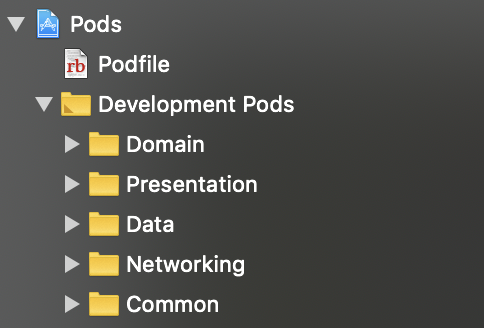 Pods
rb
Podfile
Development Pods
Domain
Presentation
Data
Networking
Common